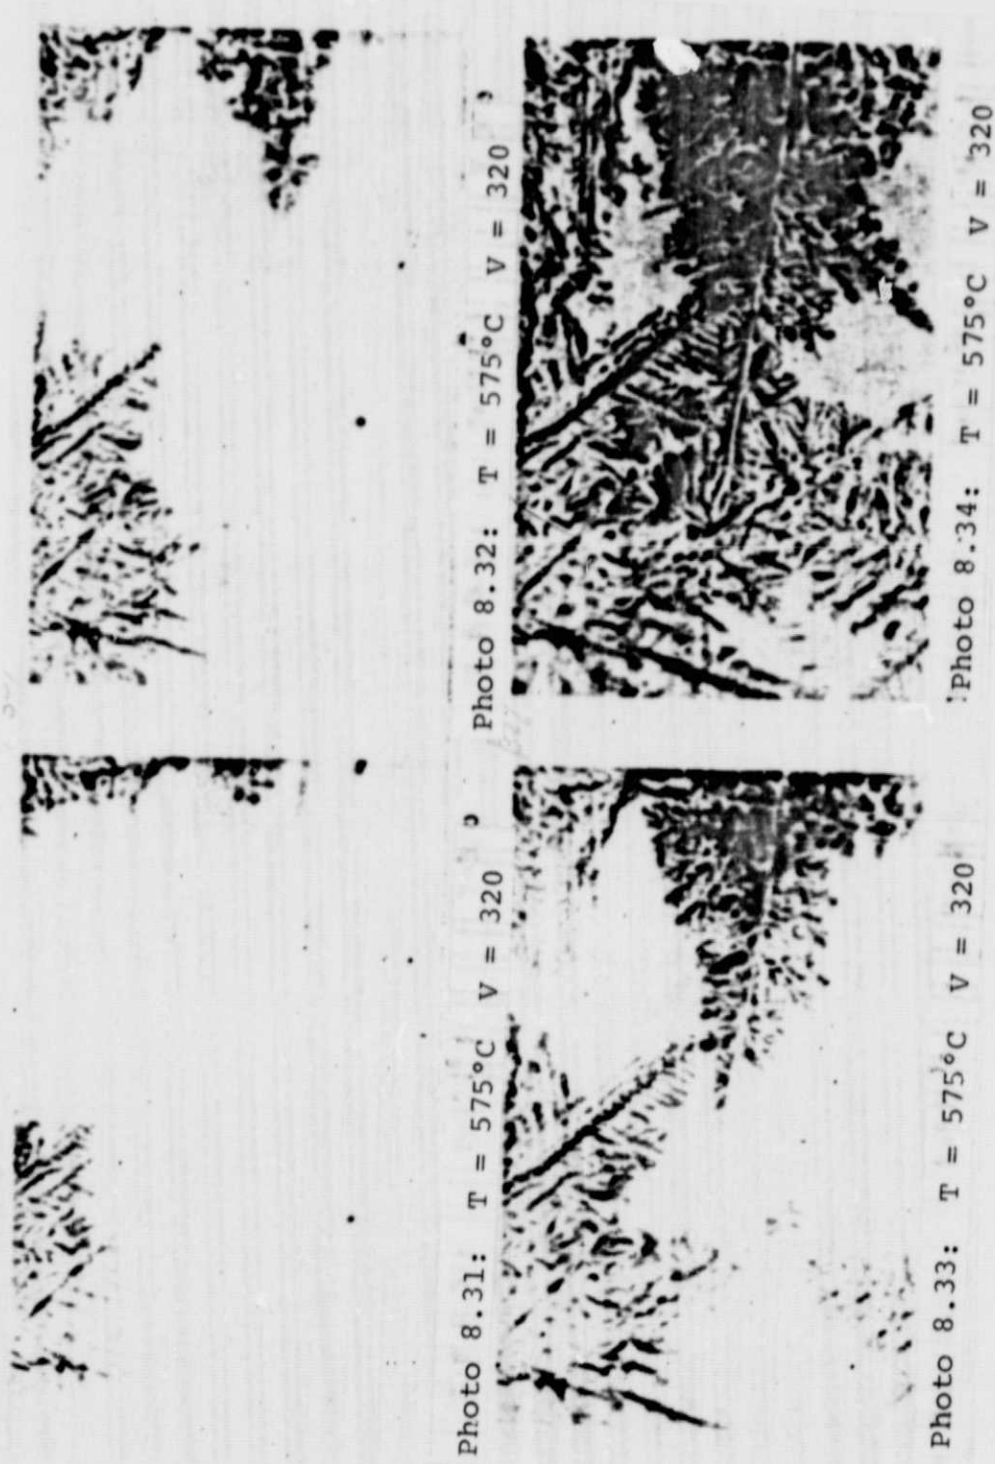 Photo 8.31: T = 575°C V = 320
Photo 8.32: T = 575°C V = 320
Photo 8.33: T = 575°C V = 320
Photo 8.34: T = 575°C V = 320